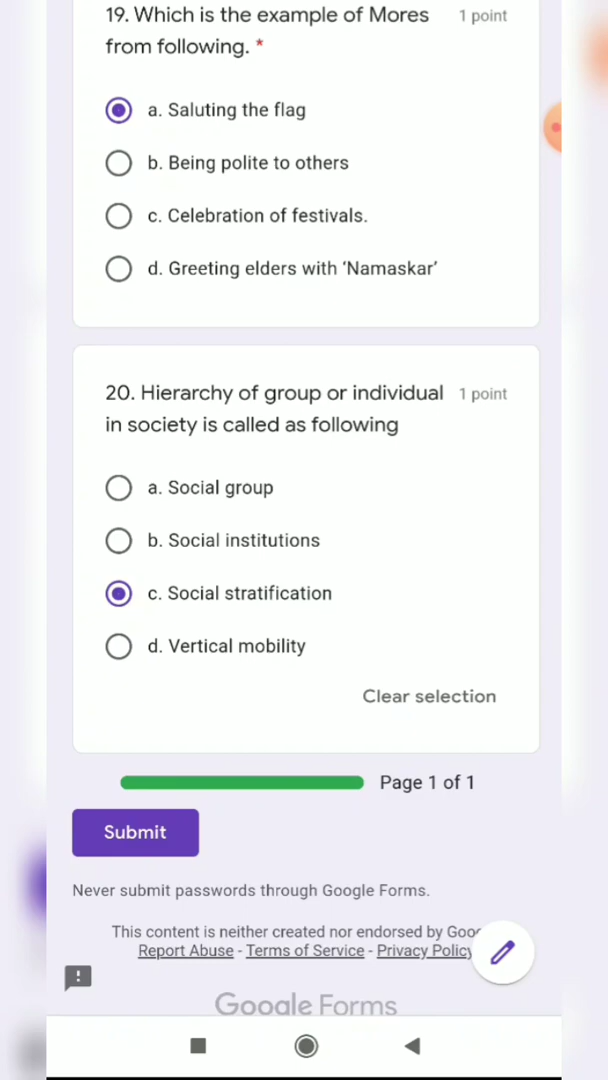 19. Which is the example of Mores 1 point
from following. *
a. Saluting the flag
b. Being polite to others
c. Celebration of festivals.
d. Greeting elders with ‘Namaskar’
20. Hierarchy of group or individual 1 point
in society is called as following
a. Social group
b. Social institutions
c. Social stratification
d. Vertical mobility
Clear selection
Page 1 of 1
Submit
Never submit passwords through Google Forms.
This content is neither created nor endorsed by Goo
Report Abuse - Terms of Service - Privacy Policy
Google Forms